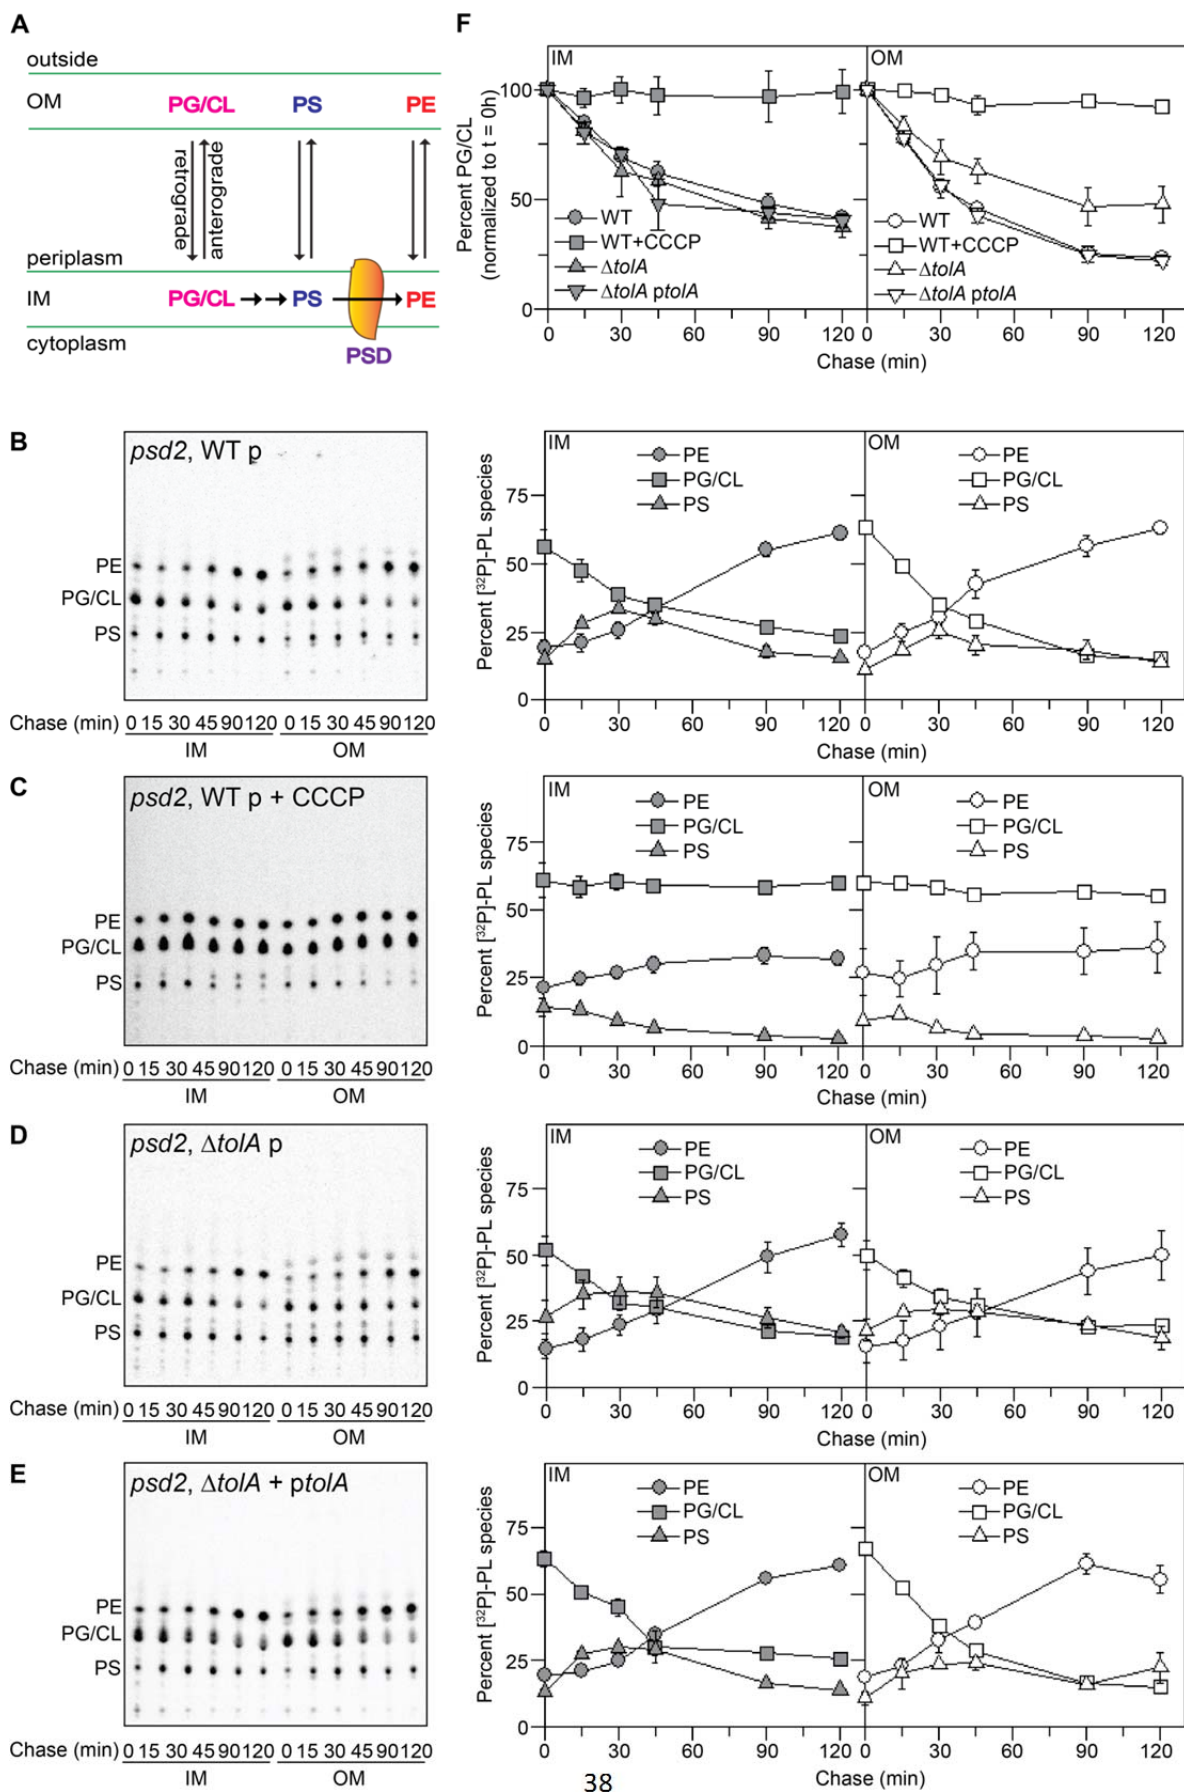 A
outside
OM
PG/CL
PS
PE
retrograde
anterograde
periplasm
IM
PG/CL
PS
PE
cytoplasm
PSD
F
IM
OM
Percent PG/CL
(normalized to t = 0h)
100
50
0
WT
WT+CCCP
ΔtolA
ΔtolA ptolA
WT
WT+CCCP
ΔtolA
ΔtolA ptolA
0 30 60 90 120 0 30 60 90 120
Chase (min)
Chase (min)
B
psd2, WT p
PE
PG/CL
PS
Chase (min) 0 15 30 45 90 120 0 15 30 45 90 120
IM
OM
Percent [32P]-PL species
75
50
25
0
IM
PE
PG/CL
PS
OM
PE
PG/CL
PS
0 30 60 90 120 0 30 60 90 120
Chase (min)
Chase (min)
C
psd2, WT p + CCCP
PE
PG/CL
PS
Chase (min) 0 15 30 45 90 120 0 15 30 45 90 120
IM
OM
Percent [32P]-PL species
75
50
25
0
IM
PE
PG/CL
PS
OM
PE
PG/CL
PS
0 30 60 90 120 0 30 60 90 120
Chase (min)
Chase (min)
D
psd2, ΔtolA p
PE
PG/CL
PS
Chase (min) 0 15 30 45 90 120 0 15 30 45 90 120
IM
OM
Percent [32P]-PL species
75
50
25
0
IM
PE
PG/CL
PS
OM
PE
PG/CL
PS
0 30 60 90 120 0 30 60 90 120
Chase (min)
Chase (min)
E
psd2, ΔtolA + ptolA
PE
PG/CL
PS
Chase (min) 0 15 30 45 90 120 0 15 30 45 90 120
IM
OM
Percent [32P]-PL species
75
50
25
0
IM
PE
PG/CL
PS
OM
PE
PG/CL
PS
0 30 60 90 120 0 30 60 90 120
Chase (min)
Chase (min)
38